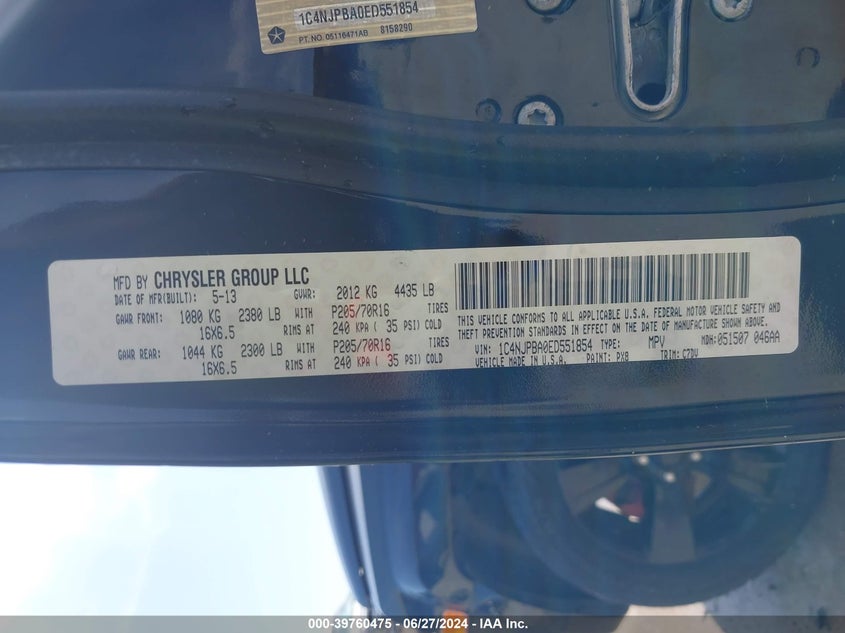 1C4NJPBA0ED551854
PT. NO. 05116471AB 8158290
MFD BY CHRYSLER GROUP LLC
DATE OF MFR(BUILT): 5-13 GVWR: 2012 KG 4435 LB
GAWR FRONT: 1080 KG 2380 LB WITH P205/70R16 TIRES
16X6.5 RIMS AT 240 KPA ( 35 PSI) COLD
GAWR REAR: 1044 KG 2300 LB WITH P205/70R16 TIRES
16X6.5 RIMS AT 240 KPA ( 35 PSI) COLD
THIS VEHICLE CONFORMS TO ALL APPLICABLE U.S.A. FEDERAL MOTOR VEHICLE SAFETY AND
THEFT PREVENTION STANDARDS IN EFFECT ON THE DATE OF MANUFACTURE SHOWN ABOVE.
VIN: 1C4NJPBA0ED551854 TYPE: MPV MDH: 051507 046AA
VEHICLE MADE IN U.S.A. PAINT: PX8 TRIM: C7DV
000-39760475 - 06/27/2024 - IAA, Inc.